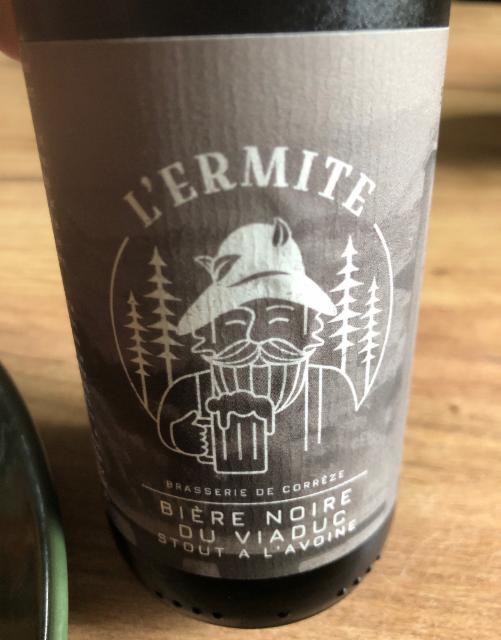 L'ERMITE
BRASSERIE DE CORRÈZE
BIÈRE NOIRE
DU VIADUC
STOUT A L'AVOINE